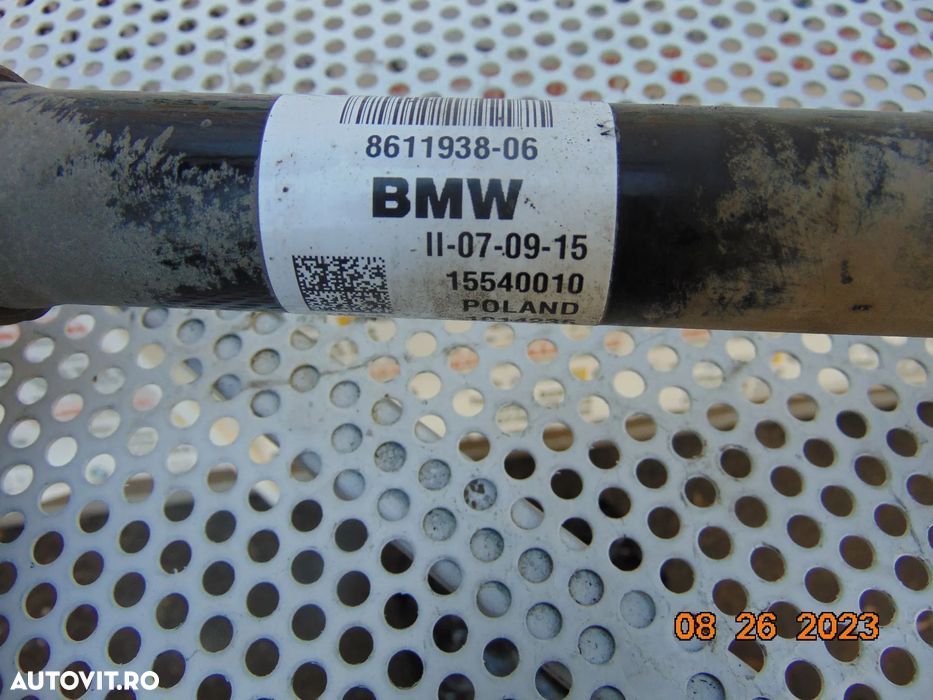 8611938-06
BMW
II-07-09-15
15540010
POLAND
08 26 2023
AUTOVIT.RO